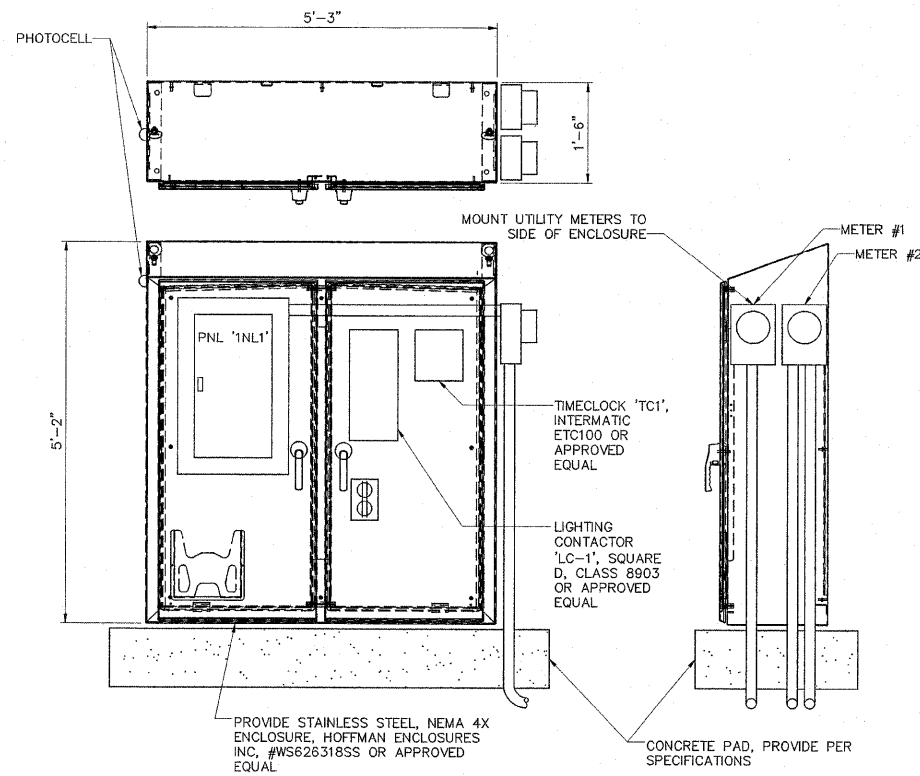 5'-3"
PHOTOCELL
1'-6"
MOUNT UTILITY METERS TO
SIDE OF ENCLOSURE
METER #1
METER #2
PNL '1NL1'
5'-2"
TIMECLOCK 'TC1',
INTERMATIC
ETC100 OR
APPROVED
EQUAL
LIGHTING
CONTACTOR
'LC-1', SQUARE
D, CLASS 8903
OR APPROVED
EQUAL
PROVIDE STAINLESS STEEL, NEMA 4X
ENCLOSURE, HOFFMAN ENCLOSURES
INC, #WS626318SS OR APPROVED
EQUAL
CONCRETE PAD, PROVIDE PER
SPECIFICATIONS